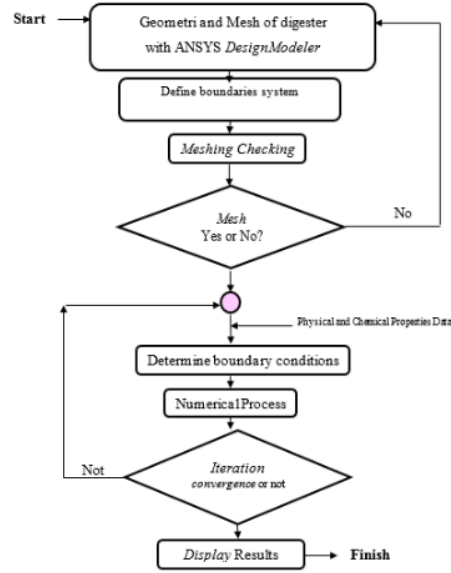 Start
Geometri and Mesh of digester
with ANSYS DesignModeler
Define boundaries system
Meshing Checking
Mesh
Yes or No?
No
Physical and Chemical Properties Data
Determine boundary conditions
Numerical Process
Iteration
convergence or not
Not
Display Results
Finish